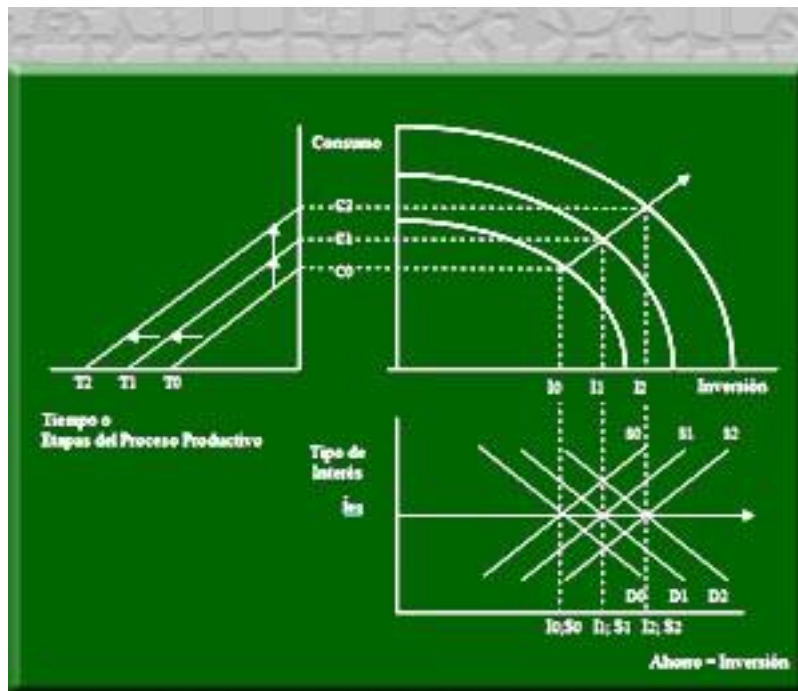 Consumo
C2
C1
C0
T2 T1 T0
I0 I1 I2 Inversión
Tiempo o
Etapas del Proceso Productivo
Tipo de
Interés
S0 S1 S2
D0 D1 D2
I0;S0 I1; S1 I2; S2
Ahorro = Inversión